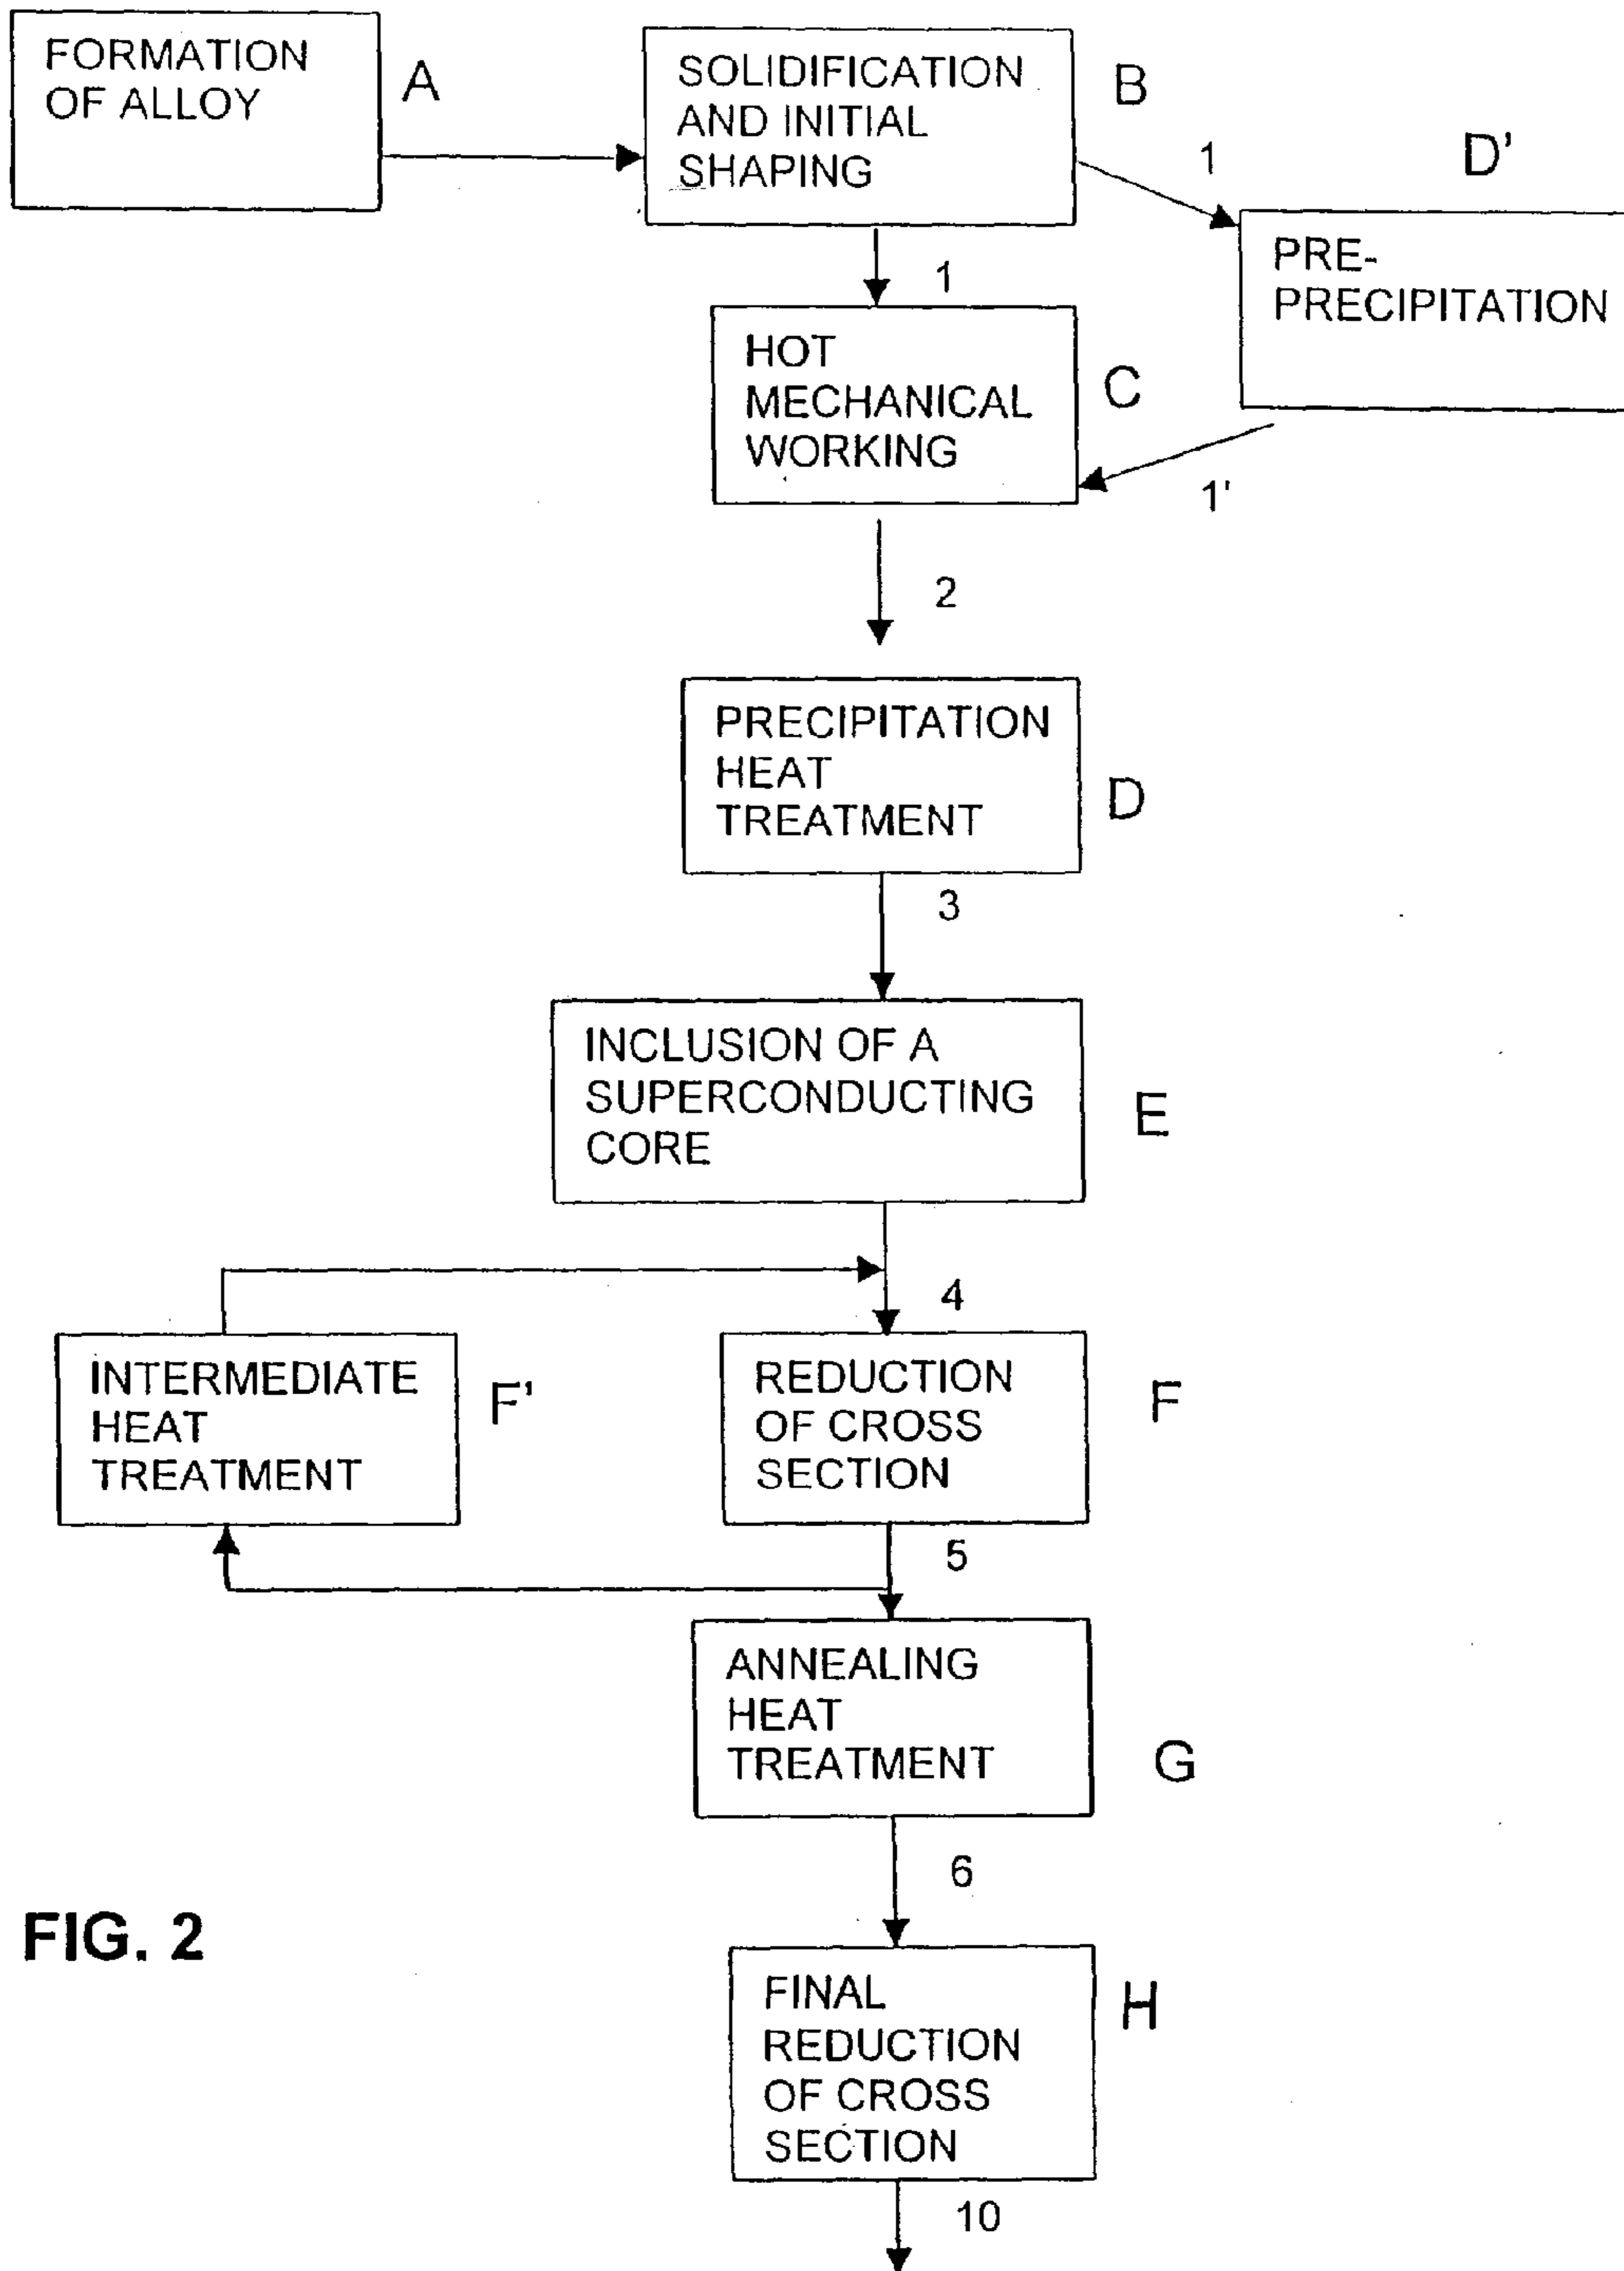 FORMATION
OF ALLOY
A
SOLIDIFICATION
AND INITIAL
SHAPING
B
1
D'
PRE-
PRECIPITATION
1
HOT
MECHANICAL
WORKING
C
1'
2
PRECIPITATION
HEAT
TREATMENT
D
3
INCLUSION OF A
SUPERCONDUCTING
CORE
E
4
INTERMEDIATE
HEAT
TREATMENT
F'
REDUCTION
OF CROSS
SECTION
F
5
ANNEALING
HEAT
TREATMENT
G
6
FIG. 2
FINAL
REDUCTION
OF CROSS
SECTION
H
10